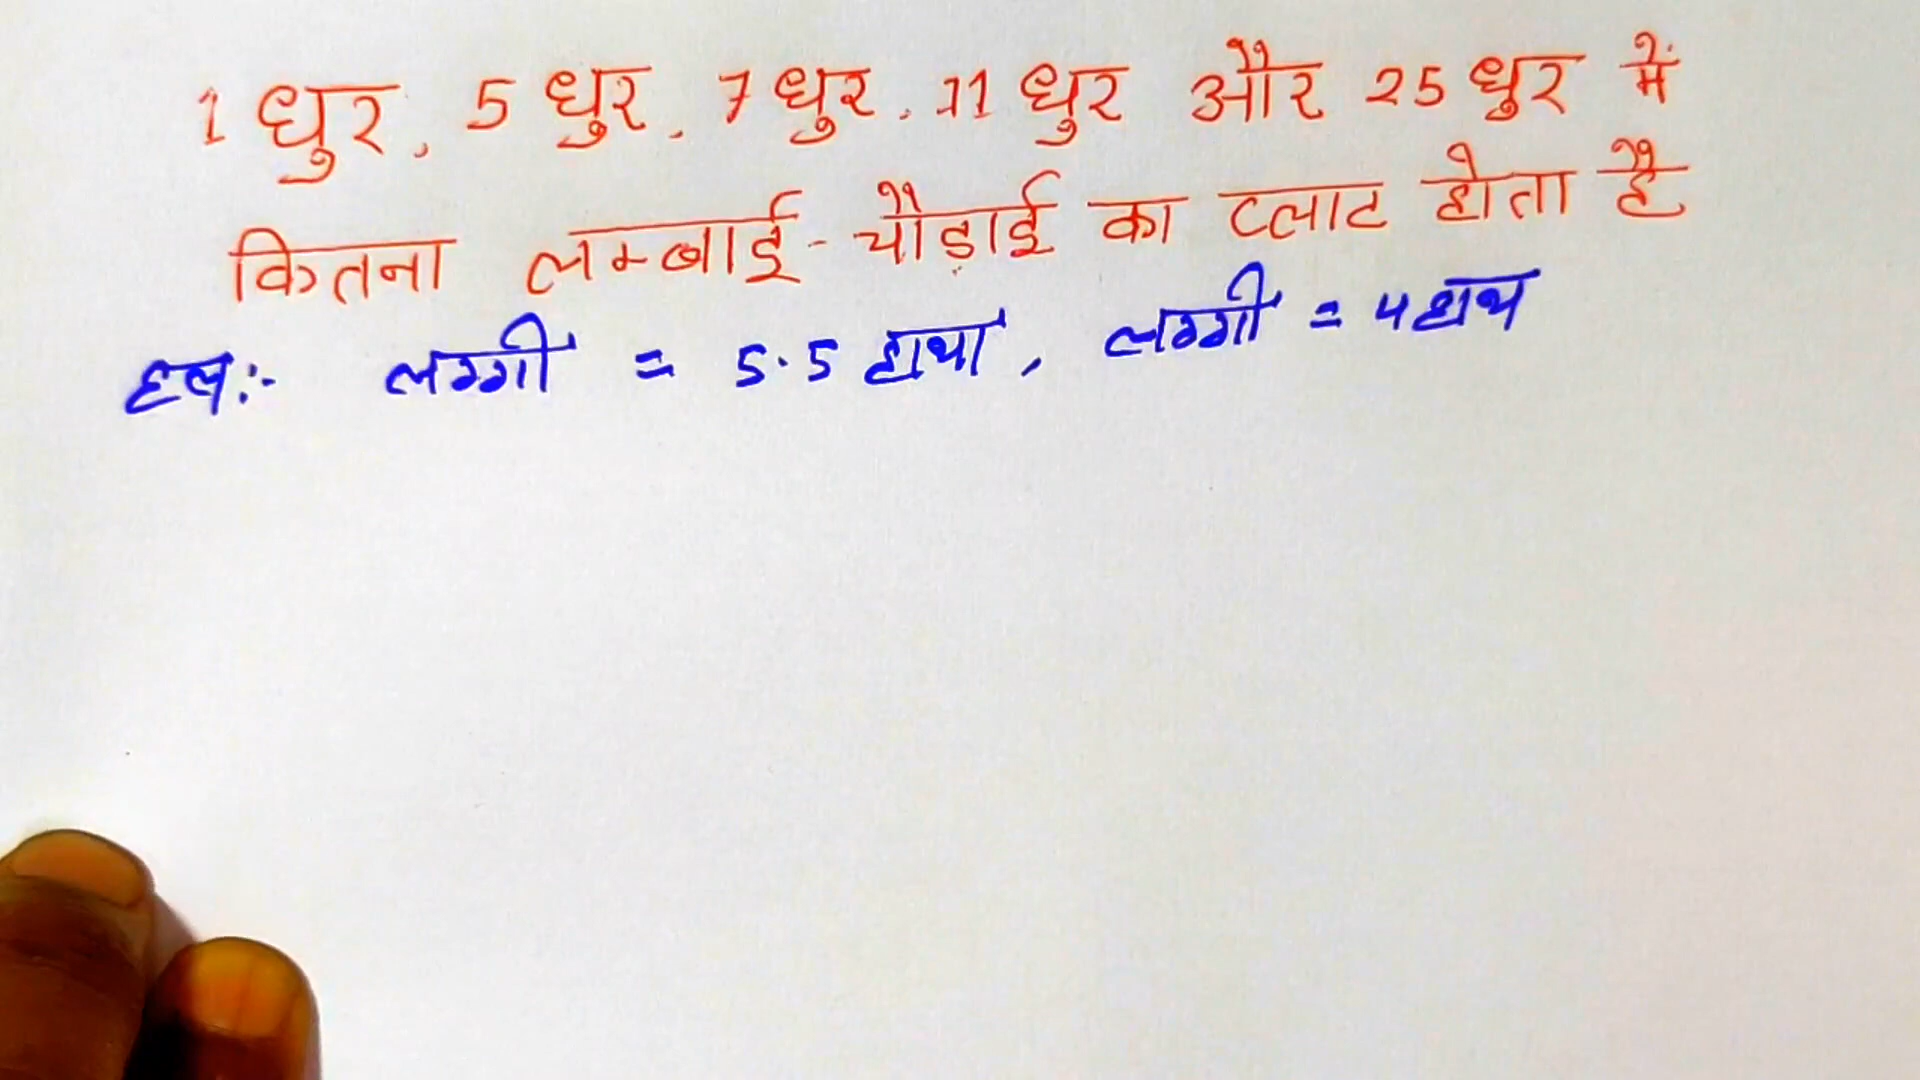 1 धुर, 5 धुर, 7 धुर, 11 धुर और 25 धुर में
कितना लम्बाई-चौड़ाई का प्लाट होता है
हल:- लग्गी = 5.5 हाथ, लग्गी = 4 हाथ